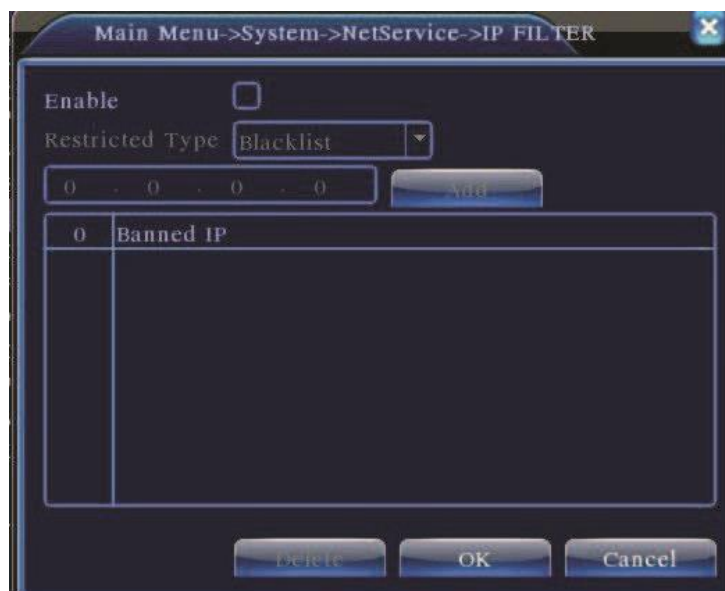 Main Menu->System->NetService->IP FILTER
Enable
Restricted Type Blacklist
0 . 0 . 0 . 0 Add
0 Banned IP
Delete OK Cancel